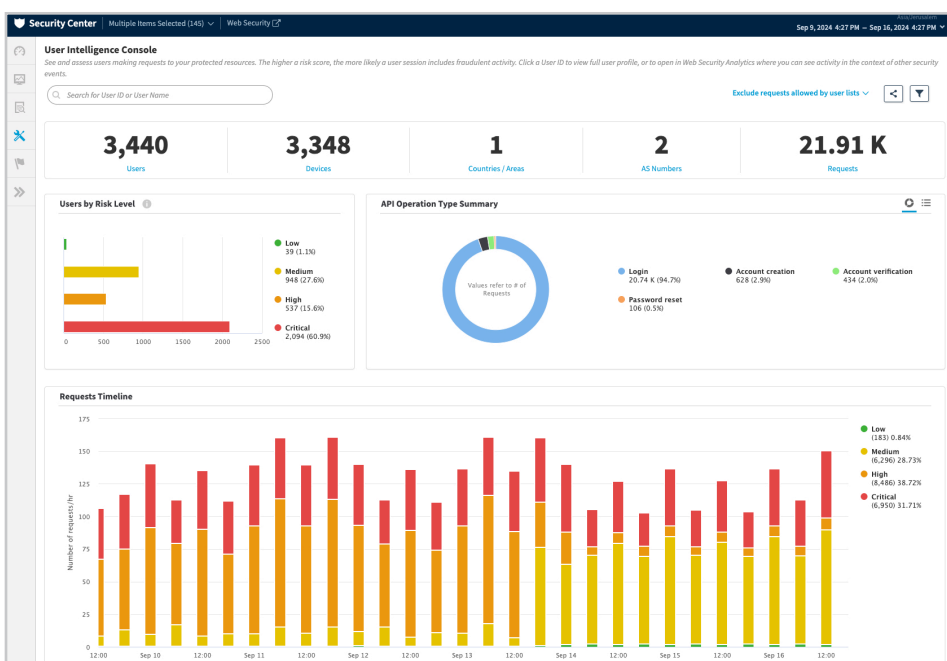 Security Center
Multiple Items Selected (145)
Web Security
Asia/Jerusalem
Sep 9, 2024 4:27 PM — Sep 16, 2024 4:27 PM
User Intelligence Console
See and assess users making requests to your protected resources. The higher a risk score, the more likely a user session includes fraudulent activity. Click a User ID to view full user profile, or to open in Web Security Analytics where you can see activity in the context of other security
events.
Search for User ID or User Name
Exclude requests allowed by user lists
3,440
Users
3,348
Devices
1
Countries / Areas
2
AS Numbers
21.91 K
Requests
Users by Risk Level
Low
39 (1.1%)
Medium
948 (27.6%)
High
537 (15.6%)
Critical
2,094 (60.9%)
0 500 1000 1500 2000 2500
API Operation Type Summary
Values refer to # of
Requests
Login
20.74 K (94.7%)
Account creation
628 (2.9%)
Account verification
434 (2.0%)
Password reset
106 (0.5%)
Requests Timeline
Number of requests/hr
175
150
125
100
75
50
25
0
12:00 Sep 10 12:00 Sep 11 12:00 Sep 12 12:00 Sep 13 12:00 Sep 14 12:00 Sep 15 12:00 Sep 16 12:00
Low
(183) 0.84%
Medium
(6,296) 28.73%
High
(8,486) 38.72%
Critical
(6,950) 31.71%